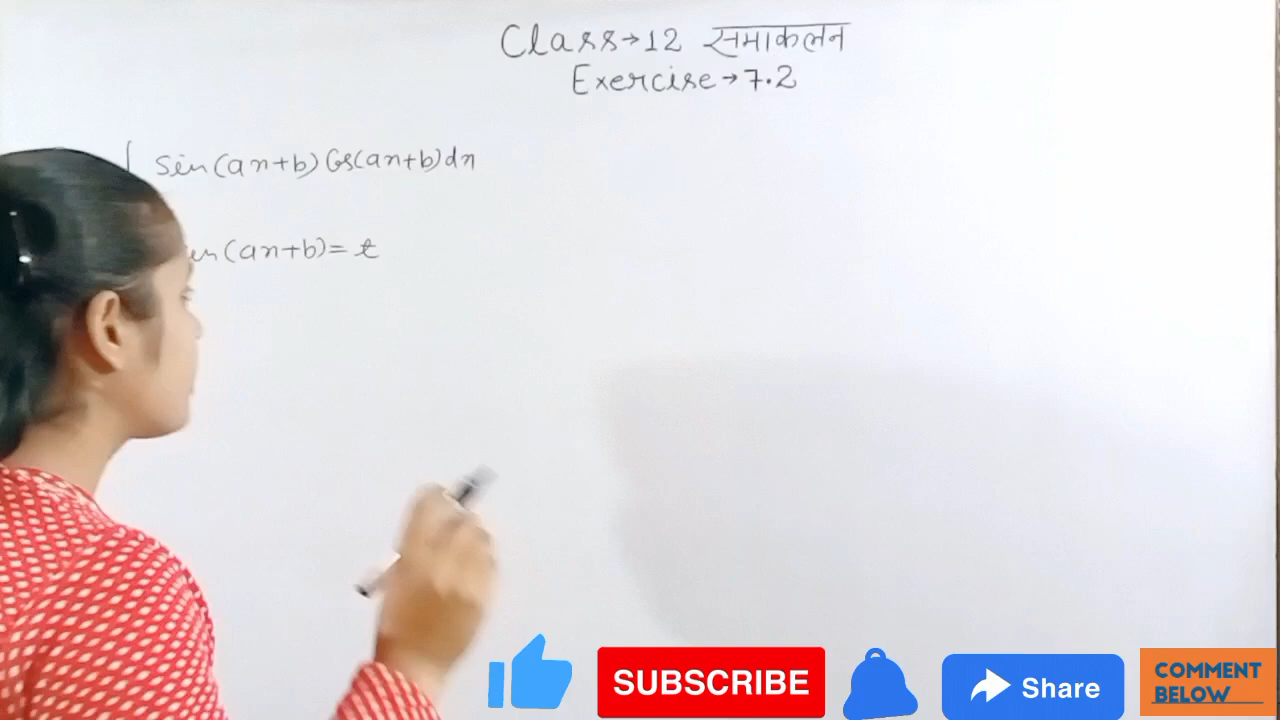 Class→12 समाकलन
Exercise→7.2
∫ sin(ax+b) Cos(ax+b)dx
(ax+b)= t
SUBSCRIBE
Share
COMMENT
BELOW